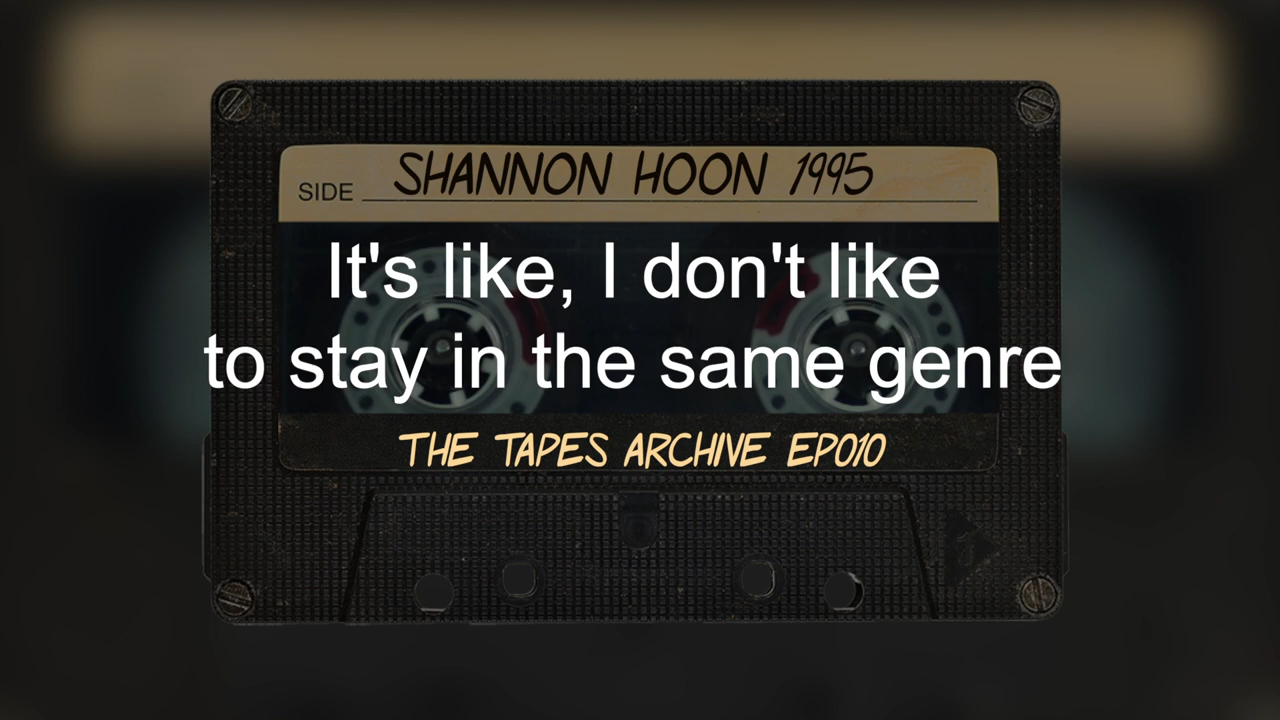 SHANNON HOON 1995
SIDE
It's like, I don't like
to stay in the same genre
THE TAPES ARCHIVE EP010